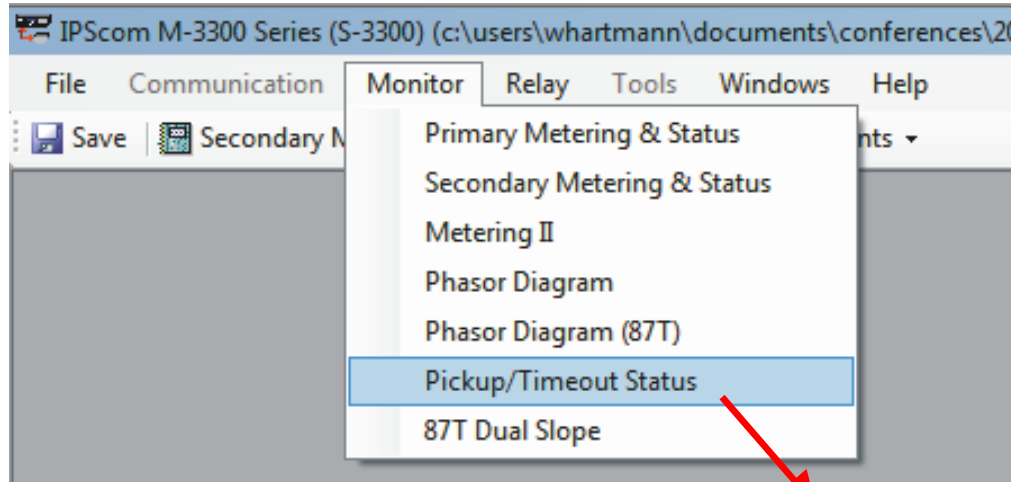 IPScom M-3300 Series (S-3300) (c:\users\whartmann\documents\conferences\20
File Communication Monitor Relay Tools Windows Help
Save Secondary M nts
Primary Metering & Status
Secondary Metering & Status
Metering II
Phasor Diagram
Phasor Diagram (87T)
Pickup/Timeout Status
87T Dual Slope